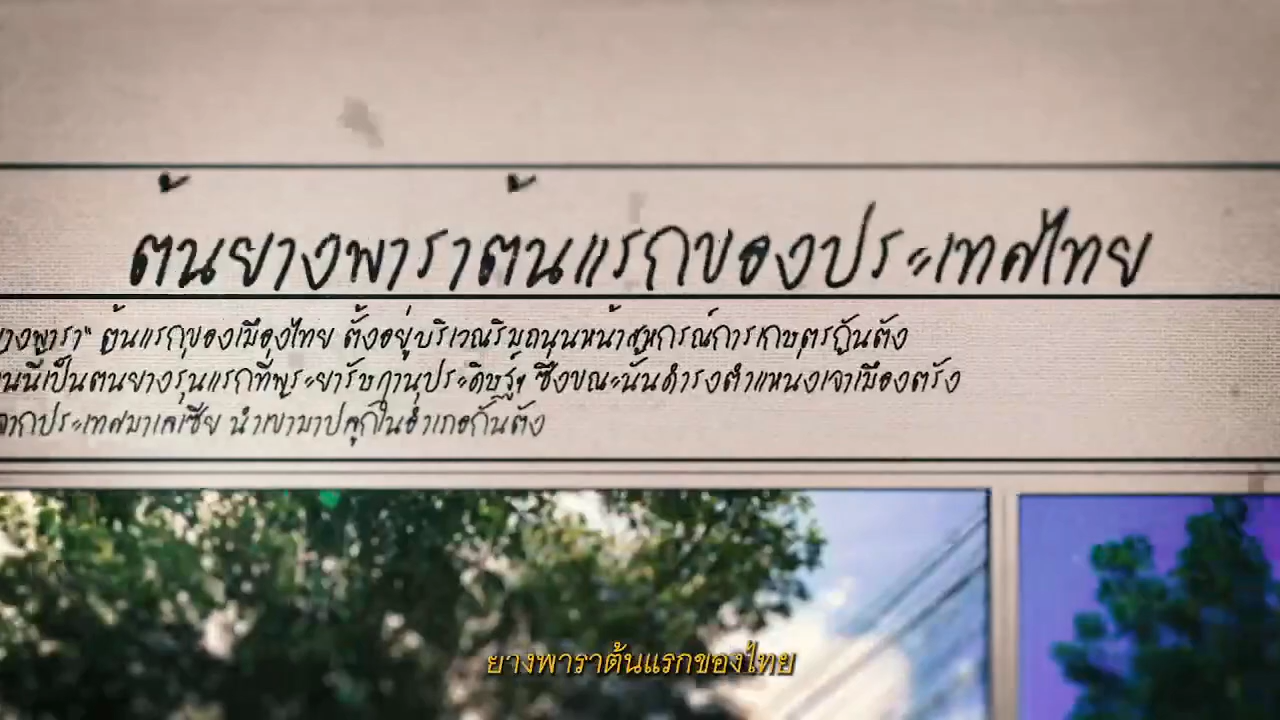 ต้นยางพาราต้นแรกของประเทศไทย
างพารา" ต้นแรกของเมืองไทย ตั้งอยู่บริเวณริมถนนหน้าสหกรณ์การเกษตรกันตัง
นนี้เป็นต้นยางรุ่นแรกที่พระยารัษฎานุประดิษฐ์ฯ ซึ่งขณะนั้นดำรงตำแหน่งเจ้าเมืองตรัง
จากประเทศมาเลเซีย นำเข้ามาปลูกในอำเภอกันตัง
ยางพาราต้นแรกของไทย